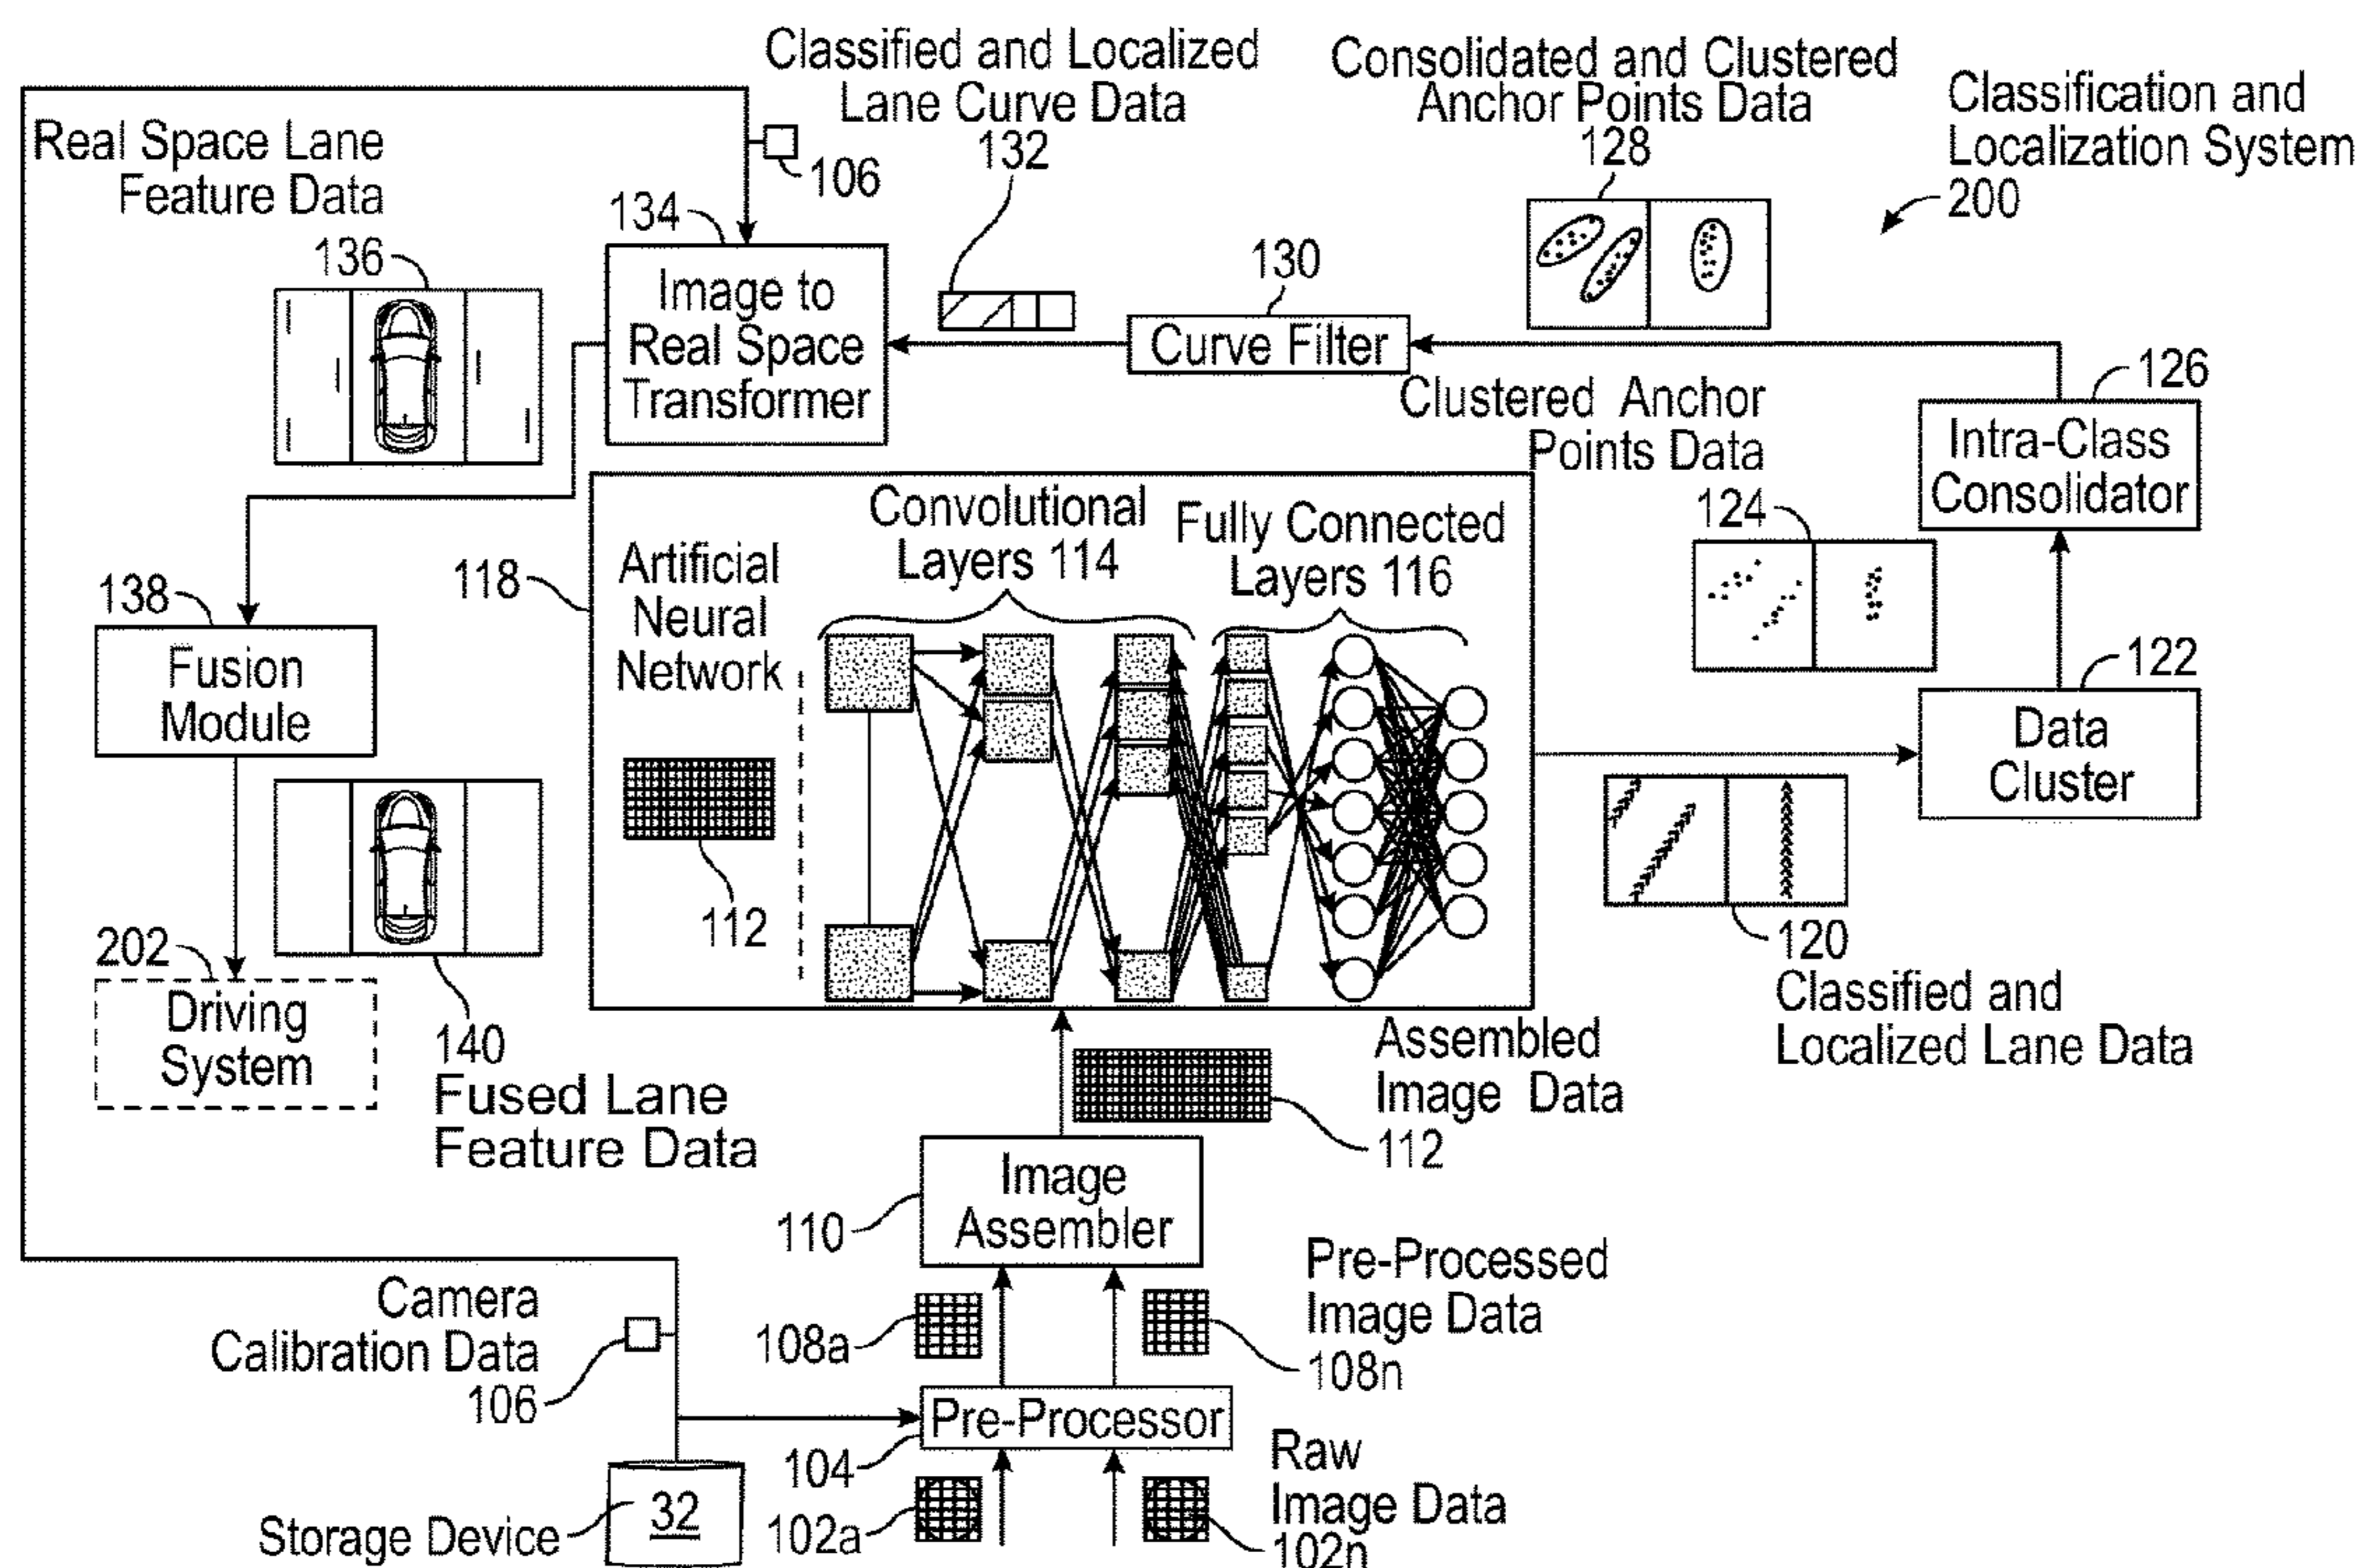 Classified and Localized
Lane Curve Data
132
Consolidated and Clustered
Anchor Points Data
128
Classification and
Localization System
200
Real Space Lane
Feature Data
136
106
134
Image to
Real Space
Transformer
130
Curve Filter
126
Intra-Class
Consolidator
Clustered Anchor
Points Data
124
122
Data
Cluster
120
Classified and
Localized Lane Data
118
Artificial
Neural
Network
Convolutional
Layers 114
Fully Connected
Layers 116
112
138
Fusion
Module
202
Driving
System
140
Fused Lane
Feature Data
Assembled
Image Data
112
110
Image
Assembler
Pre-Processed
Image Data
108a
108n
Camera
Calibration Data
106
104
Pre-Processor
Raw
Image Data
102a
102n
Storage Device
32